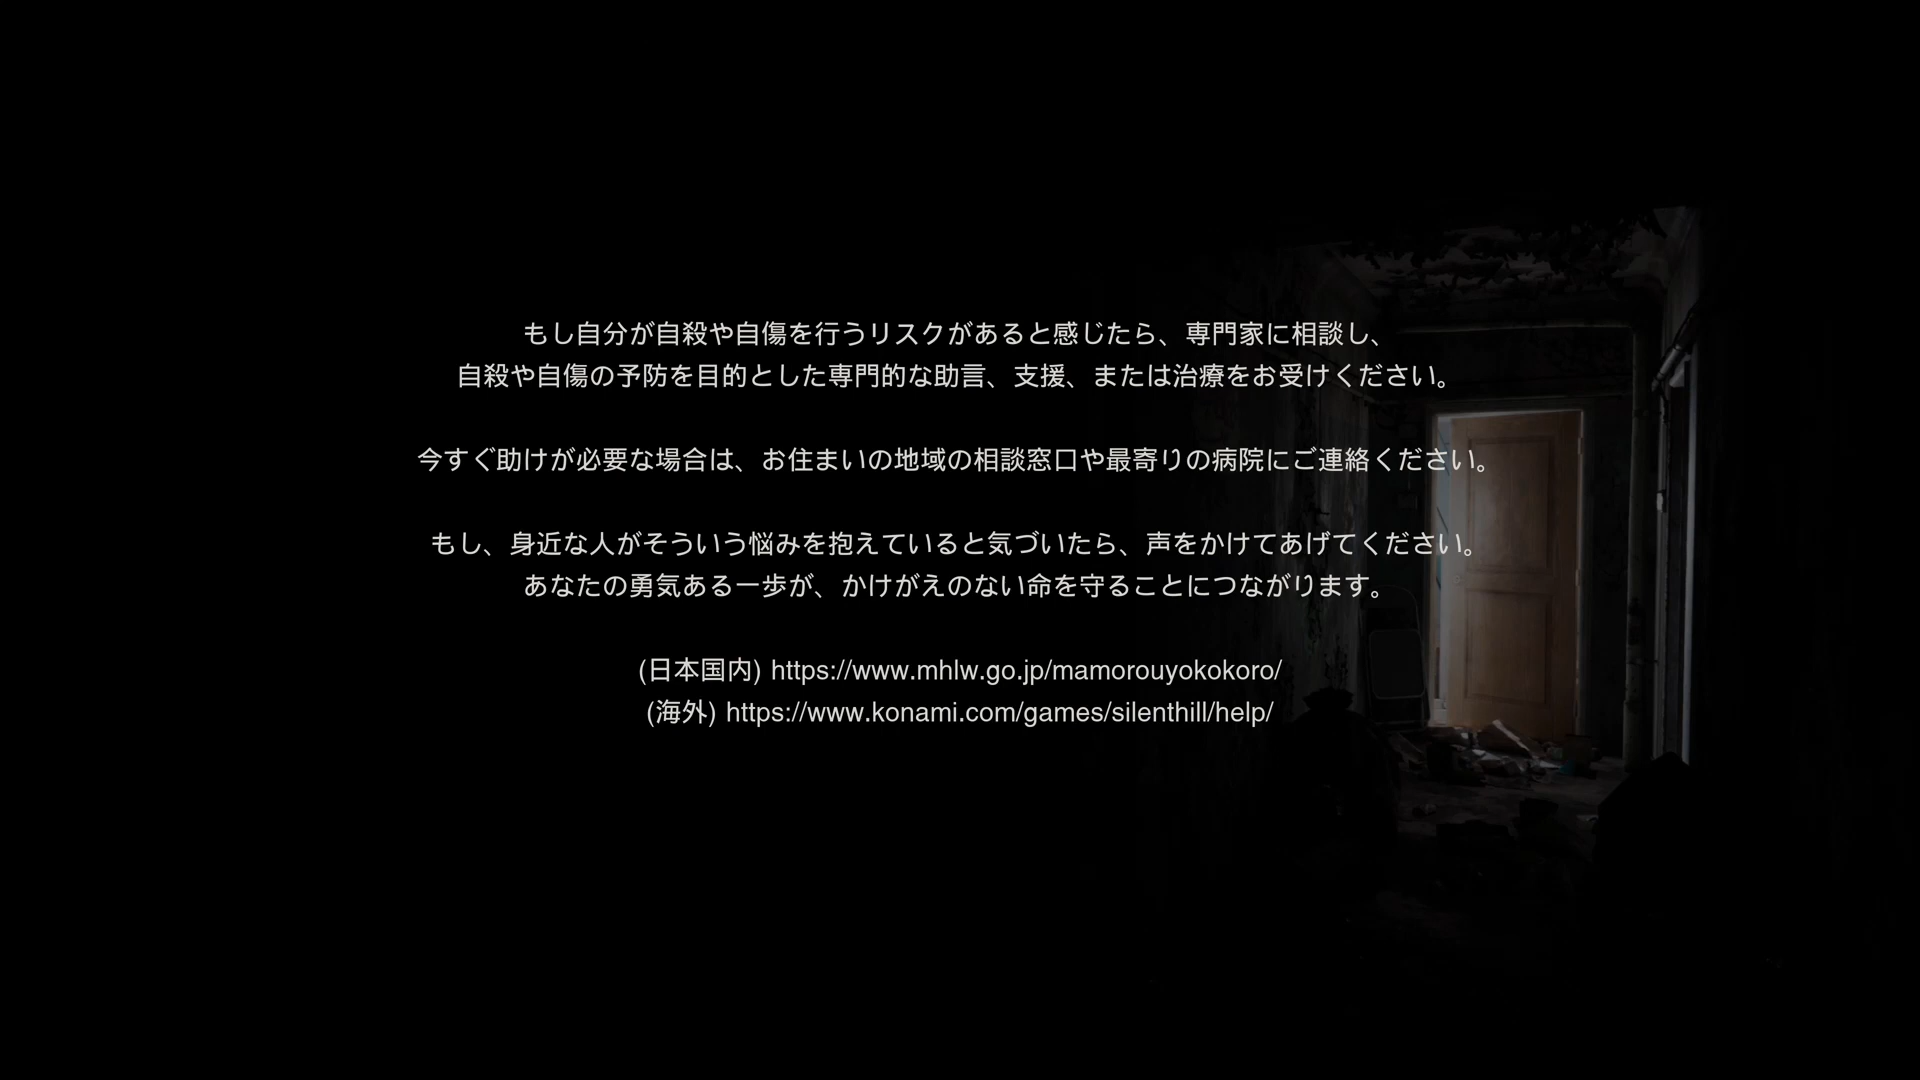 もし自分が自殺や自傷を行うリスクがあると感じたら、専門家に相談し、
自殺や自傷の予防を目的とした専門的な助言、支援、または治療をお受けください。
今すぐ助けが必要な場合は、お住まいの地域の相談窓口や最寄りの病院にご連絡ください。
もし、身近な人がそういう悩みを抱えていると気づいたら、声をかけてあげてください。
あなたの勇気ある一歩が、かけがえのない命を守ることにつながります。
(日本国内) https://www.mhlw.go.jp/mamorouyokokoro/
(海外) https://www.konami.com/games/silenthill/help/